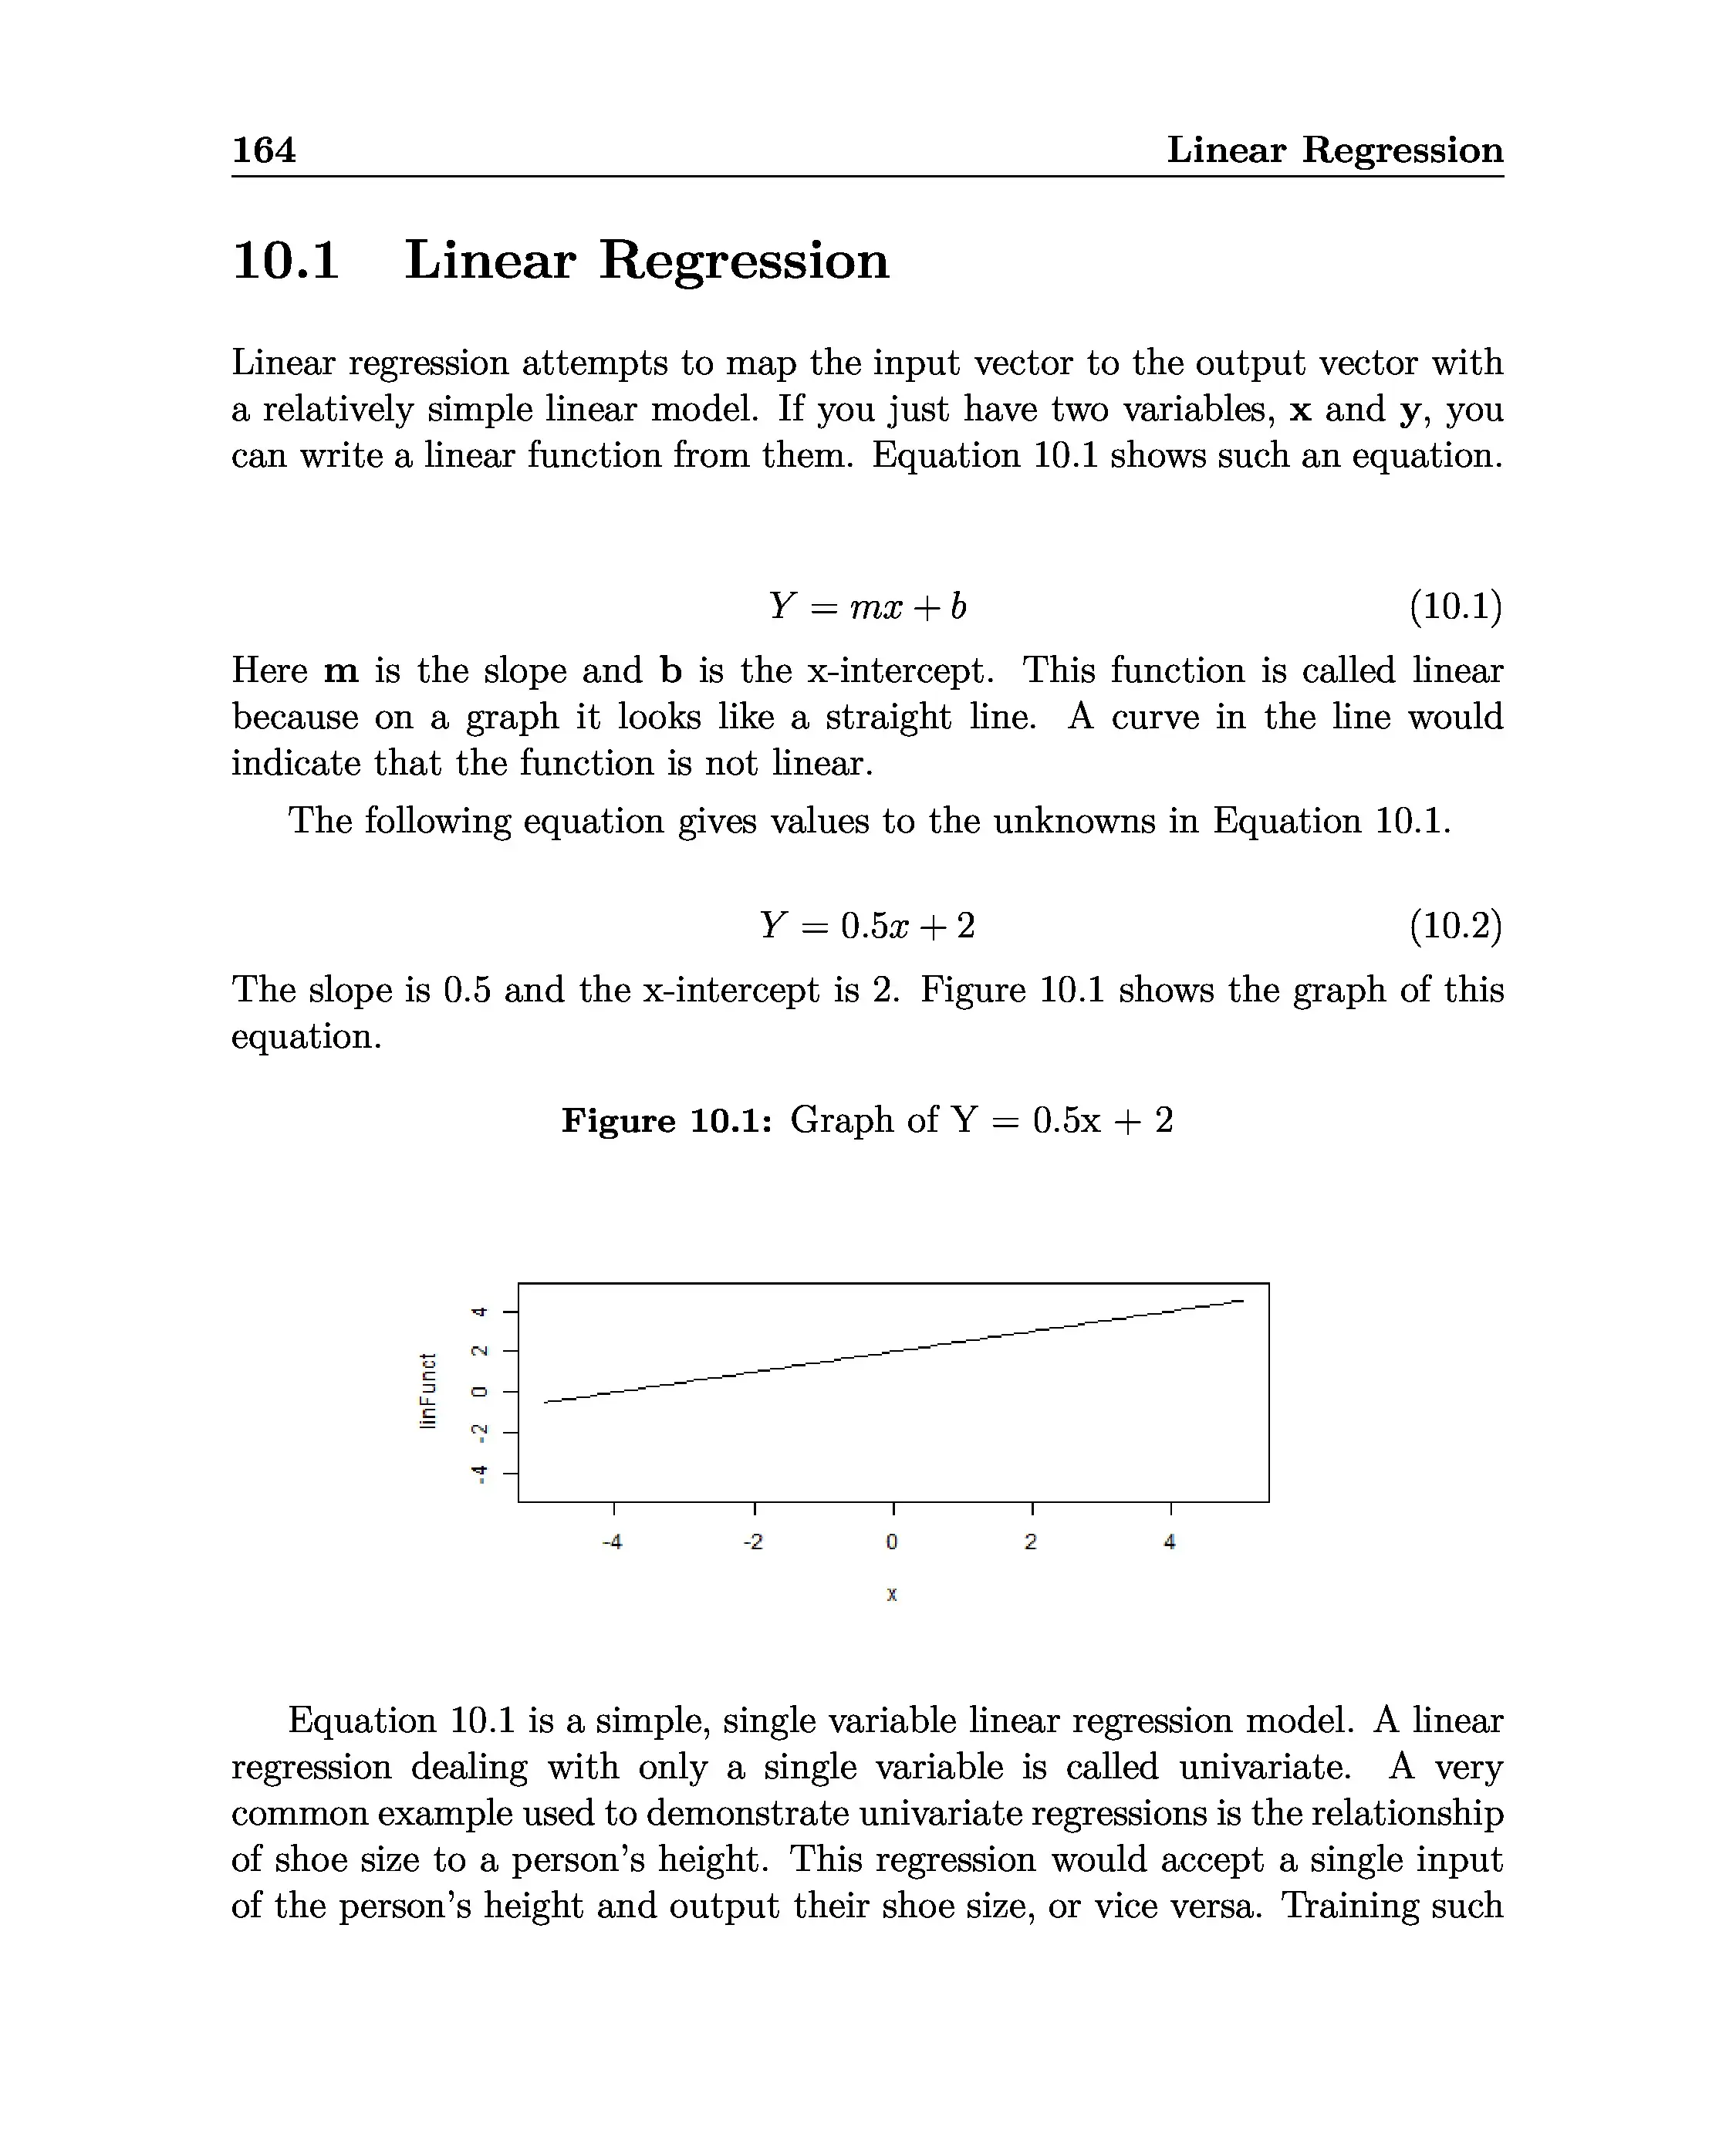 164 Linear Regression
10.1 Linear Regression
Linear regression attempts to map the input vector to the output vector with
a relatively simple linear model. If you just have two variables, x and y, you
can write a linear function from them. Equation 10.1 shows such an equation.
Y = mx + b (10.1)
Here m is the slope and b is the x-intercept. This function is called linear
because on a graph it looks like a straight line. A curve in the line would
indicate that the function is not linear.
The following equation gives values to the unknowns in Equation 10.1.
Y = 0.5x + 2 (10.2)
The slope is 0.5 and the x-intercept is 2. Figure 10.1 shows the graph of this
equation.
Figure 10.1: Graph of Y = 0.5x + 2
linFunct
4
2
0
-2
-4
-4 -2 0 2 4
x
Equation 10.1 is a simple, single variable linear regression model. A linear
regression dealing with only a single variable is called univariate. A very
common example used to demonstrate univariate regressions is the relationship
of shoe size to a person's height. This regression would accept a single input
of the person's height and output their shoe size, or vice versa. Training such